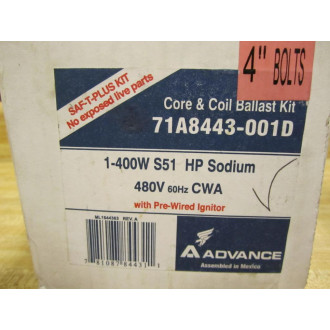 SAF-T-PLUS KIT
No exposed live parts
4" BOLTS
Core & Coil Ballast Kit
71A8443-001D
1-400W S51 HP Sodium
480V 60Hz CWA
with Pre-Wired Ignitor
REV. A
ADVANCE
Assembled in Mexico